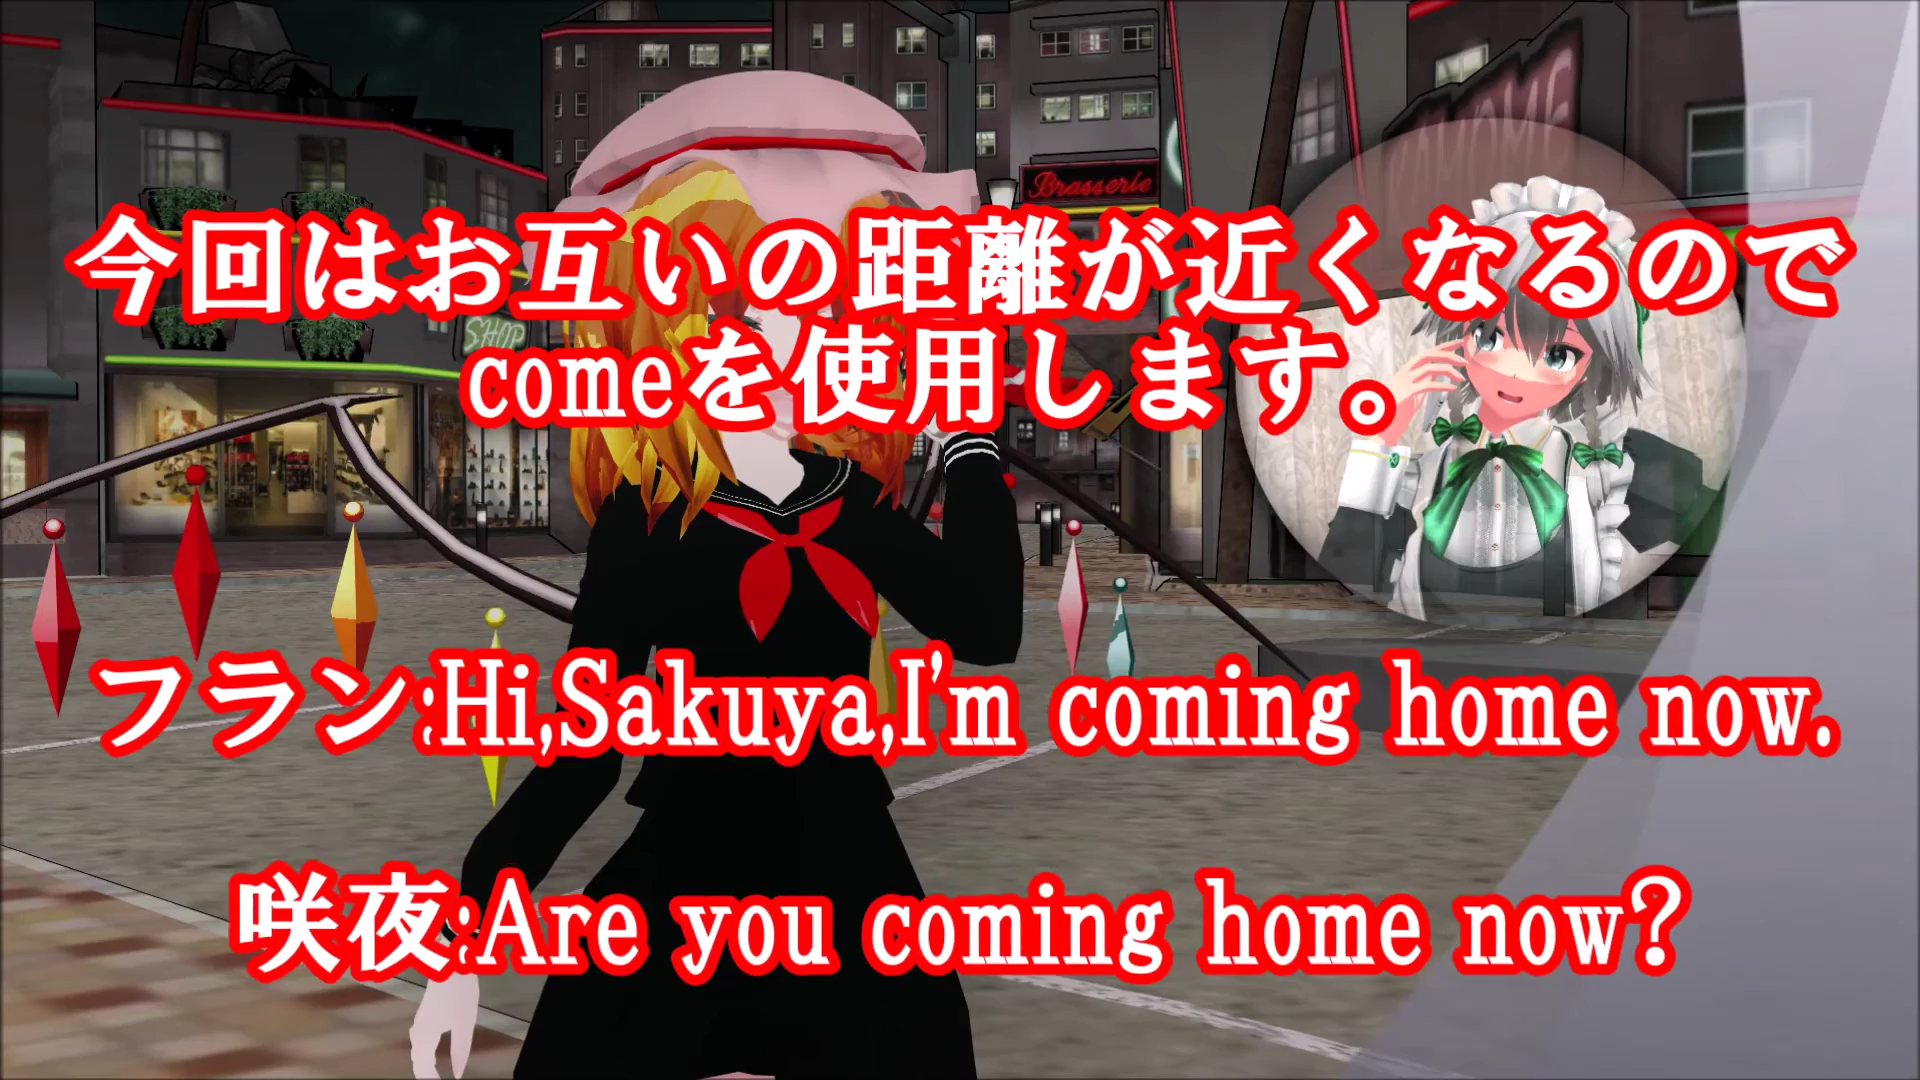 Brasserie
SHOP
今回はお互いの距離が近くなるので
comeを使用します。
フラン:Hi,Sakuya,I'm coming home now.
咲夜:Are you coming home now?